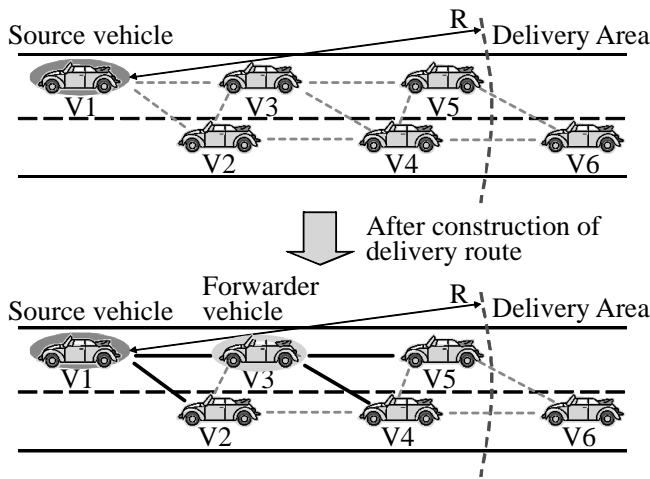 R
Source vehicle
Delivery Area
V1
V3
V5
V2
V4
V6
After construction of
delivery route
Forwarder
vehicle
R
Source vehicle
Delivery Area
V1
V3
V5
V2
V4
V6